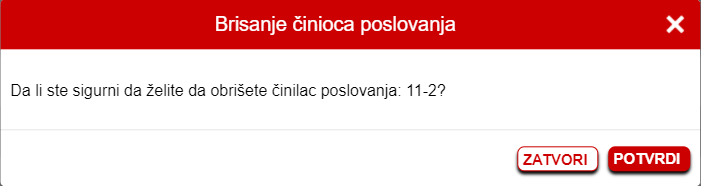 Brisanje činioca poslovanja
Da li ste sigurni da želite da obrišete činilac poslovanja: 11-2?
ZATVORI POTVRDI